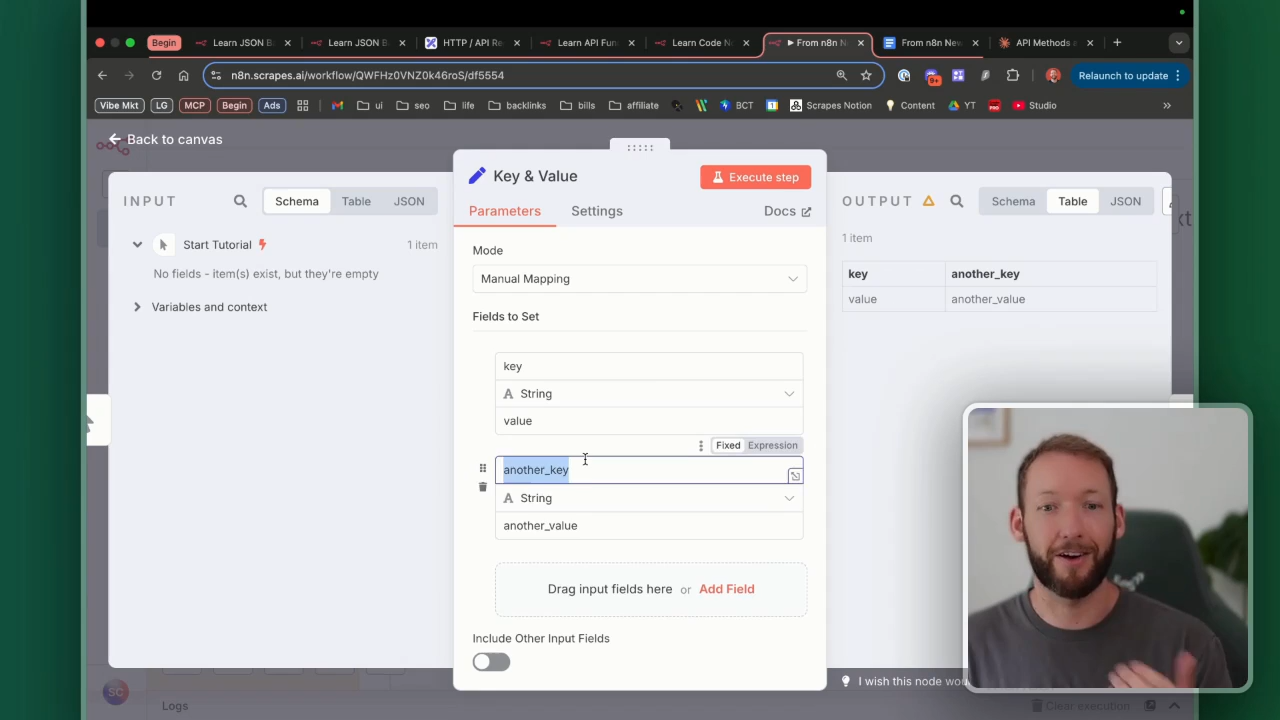 Begin
Learn JSON B
Learn JSON B
HTTP / API Re
Learn API Fun
Learn Code No
From n8n Ne
From n8n New
API Methods a
n8n.scrapes.ai/workflow/QWFHz0VNZ0k46roS/df5554
Relaunch to update
Vibe Mkt
LG
MCP
Begin
Ads
ui
seo
life
backlinks
bills
affiliate
BCT
Scrapes Notion
Content
YT
Studio
Back to canvas
INPUT
Schema
Table
JSON
Start Tutorial
1 item
No fields - item(s) exist, but they're empty
Variables and context
Key & Value
Execute step
Parameters
Settings
Docs
Mode
Manual Mapping
Fields to Set
key
String
value
Fixed
Expression
another_key
String
another_value
Drag input fields here or Add Field
Include Other Input Fields
OUTPUT
Schema
Table
JSON
1 item
key another_key
value another_value
I wish this node wou
SC
Logs
Clear execution